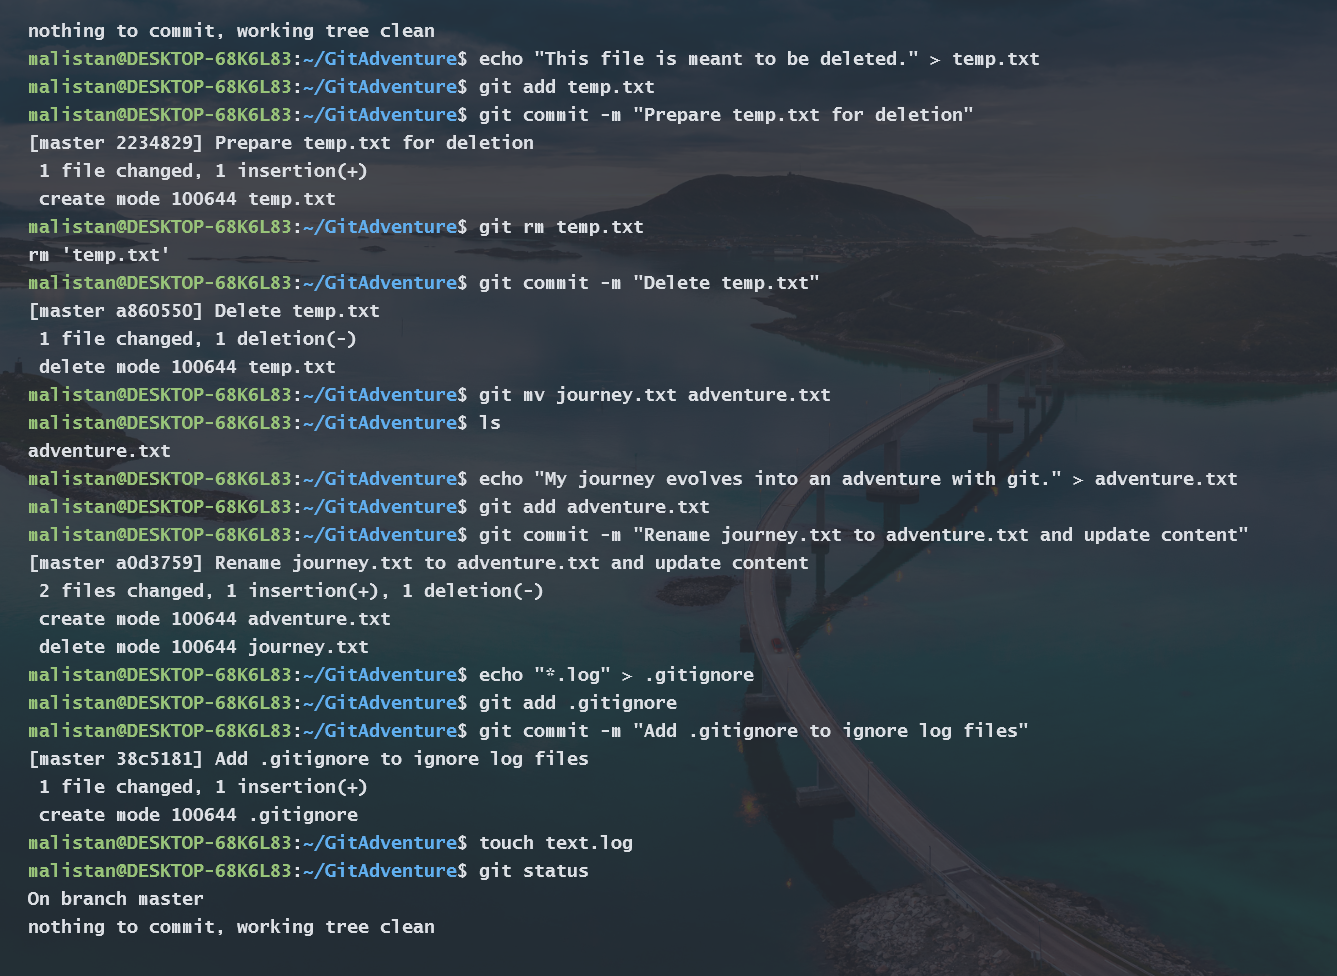 nothing to commit, working tree clean
malistan@DESKTOP-68K6L83:~/GitAdventure$ echo "This file is meant to be deleted." > temp.txt
malistan@DESKTOP-68K6L83:~/GitAdventure$ git add temp.txt
malistan@DESKTOP-68K6L83:~/GitAdventure$ git commit -m "Prepare temp.txt for deletion"
[master 2234829] Prepare temp.txt for deletion
 1 file changed, 1 insertion(+)
 create mode 100644 temp.txt
malistan@DESKTOP-68K6L83:~/GitAdventure$ git rm temp.txt
rm 'temp.txt'
malistan@DESKTOP-68K6L83:~/GitAdventure$ git commit -m "Delete temp.txt"
[master a860550] Delete temp.txt
 1 file changed, 1 deletion(-)
 delete mode 100644 temp.txt
malistan@DESKTOP-68K6L83:~/GitAdventure$ git mv journey.txt adventure.txt
malistan@DESKTOP-68K6L83:~/GitAdventure$ ls
adventure.txt
malistan@DESKTOP-68K6L83:~/GitAdventure$ echo "My journey evolves into an adventure with git." > adventure.txt
malistan@DESKTOP-68K6L83:~/GitAdventure$ git add adventure.txt
malistan@DESKTOP-68K6L83:~/GitAdventure$ git commit -m "Rename journey.txt to adventure.txt and update content"
[master a0d3759] Rename journey.txt to adventure.txt and update content
 2 files changed, 1 insertion(+), 1 deletion(-)
 create mode 100644 adventure.txt
 delete mode 100644 journey.txt
malistan@DESKTOP-68K6L83:~/GitAdventure$ echo "*.log" > .gitignore
malistan@DESKTOP-68K6L83:~/GitAdventure$ git add .gitignore
malistan@DESKTOP-68K6L83:~/GitAdventure$ git commit -m "Add .gitignore to ignore log files"
[master 38c5181] Add .gitignore to ignore log files
 1 file changed, 1 insertion(+)
 create mode 100644 .gitignore
malistan@DESKTOP-68K6L83:~/GitAdventure$ touch text.log
malistan@DESKTOP-68K6L83:~/GitAdventure$ git status
On branch master
nothing to commit, working tree clean